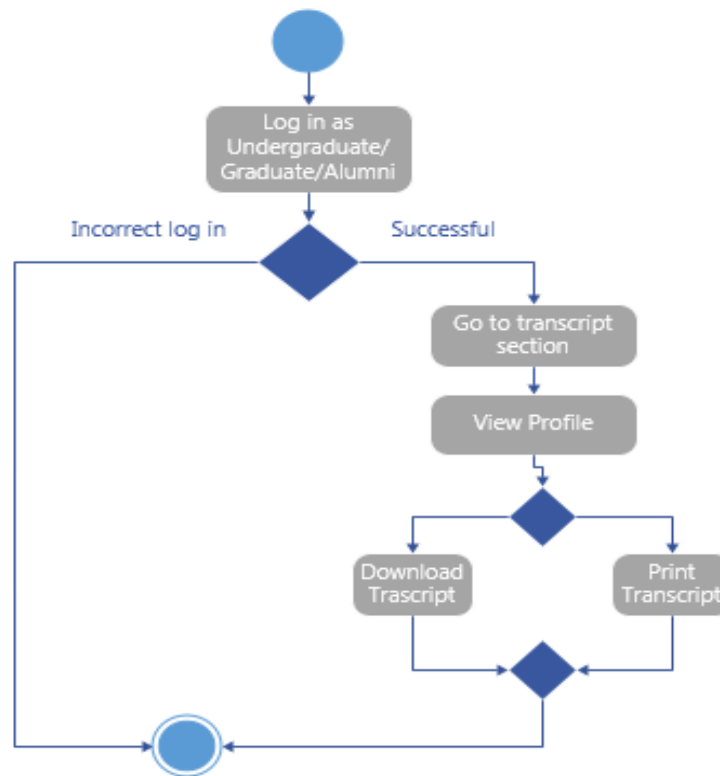 Log in as
Undergraduate/
Graduate/Alumni
Incorrect log in
Successful
Go to transcript
section
View Profile
Download
Trascript
Print
Transcript